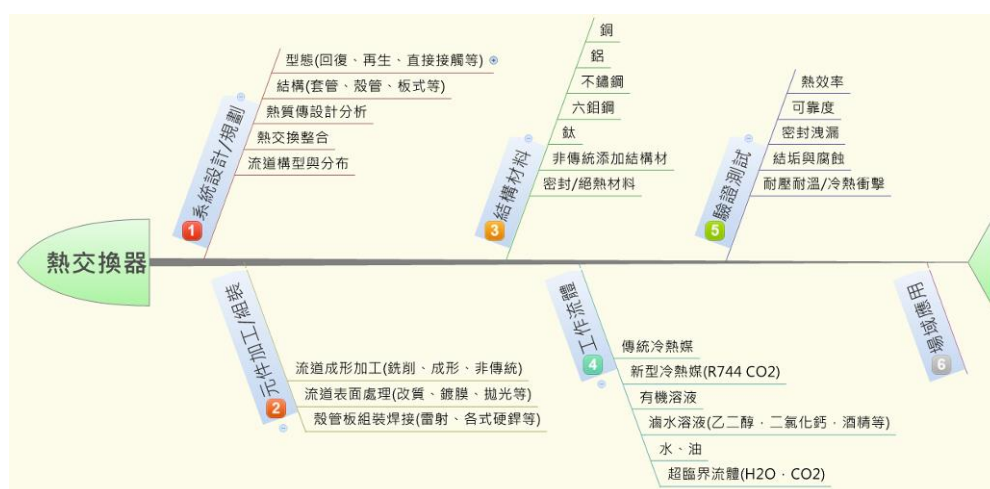 熱交換器
系統設計/規劃
1
型態(回復、再生、直接接觸等)
結構(套管、殼管、板式等)
熱質傳設計分析
熱交換整合
流道構型與分布
元件加工/組裝
2
流道成形加工(銑削、成形、非傳統)
流道表面處理(改質、鍍膜、拋光等)
殼管板組裝焊接(雷射、各式硬銲等)
結構材料
3
銅
鋁
不鏽鋼
六鉬鋼
鈦
非傳統添加結構材
密封/絕熱材料
工作流體
4
傳統冷熱媒
新型冷熱媒(R744 CO2)
有機溶液
滷水溶液(乙二醇．二氯化鈣．酒精等)
水、油
超臨界流體(H2O．CO2)
驗證測試
5
熱效率
可靠度
密封洩漏
結垢與腐蝕
耐壓耐溫/冷熱衝擊
場域應用
6